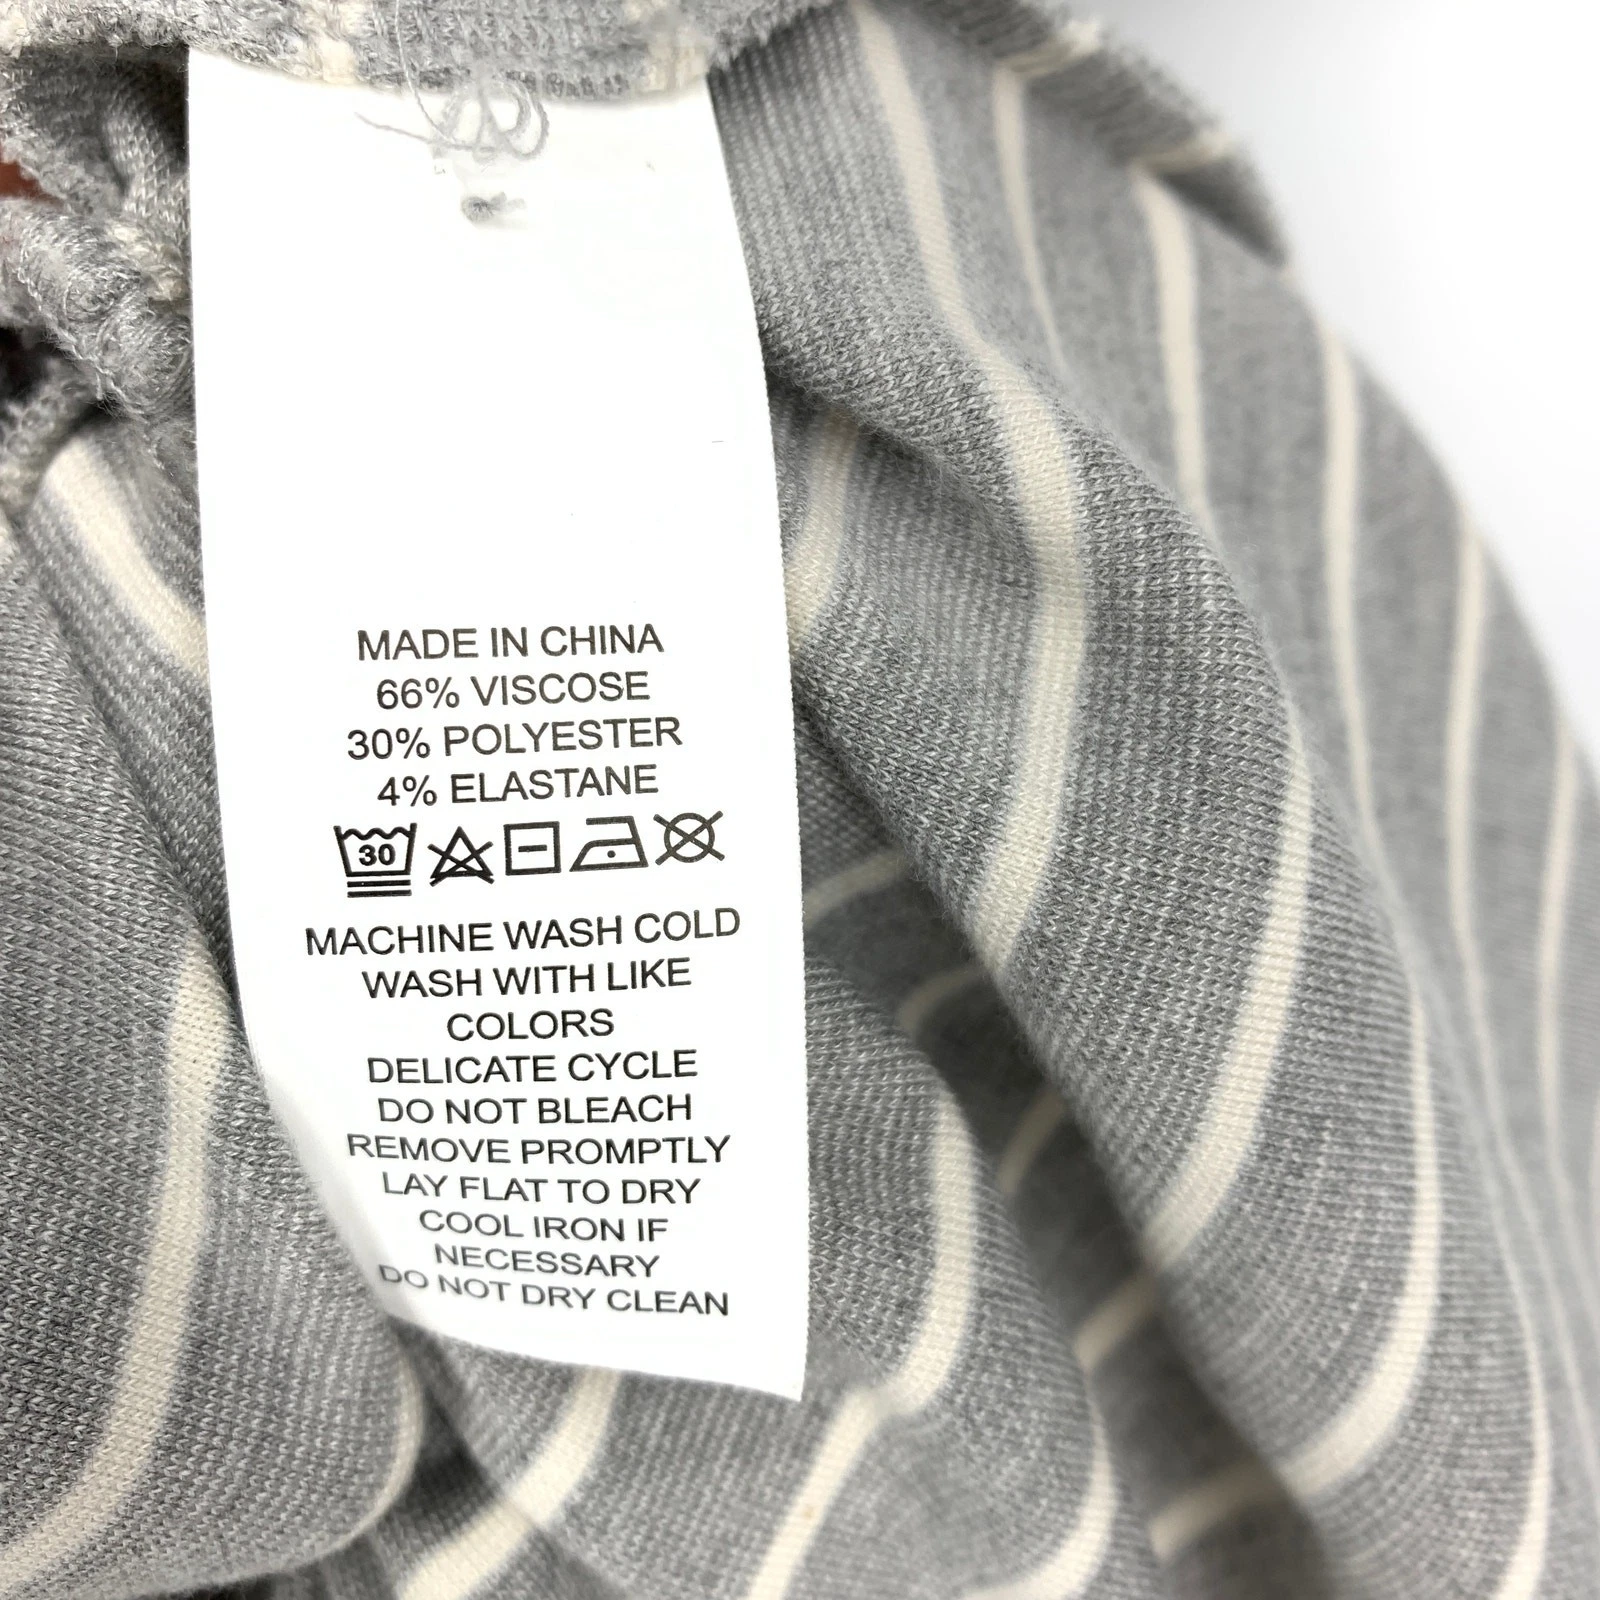 MADE IN CHINA
66% VISCOSE
30% POLYESTER
4% ELASTANE
30
MACHINE WASH COLD
WASH WITH LIKE
COLORS
DELICATE CYCLE
DO NOT BLEACH
REMOVE PROMPTLY
LAY FLAT TO DRY
COOL IRON IF
NECESSARY
DO NOT DRY CLEAN